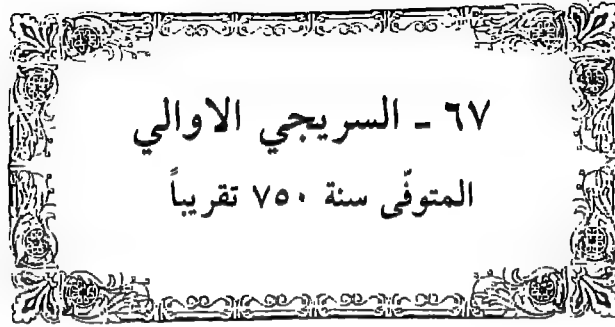 ٦٧ ـ السريجي الاوالي
المتوفّى سنة ٧٥٠ تقريباً